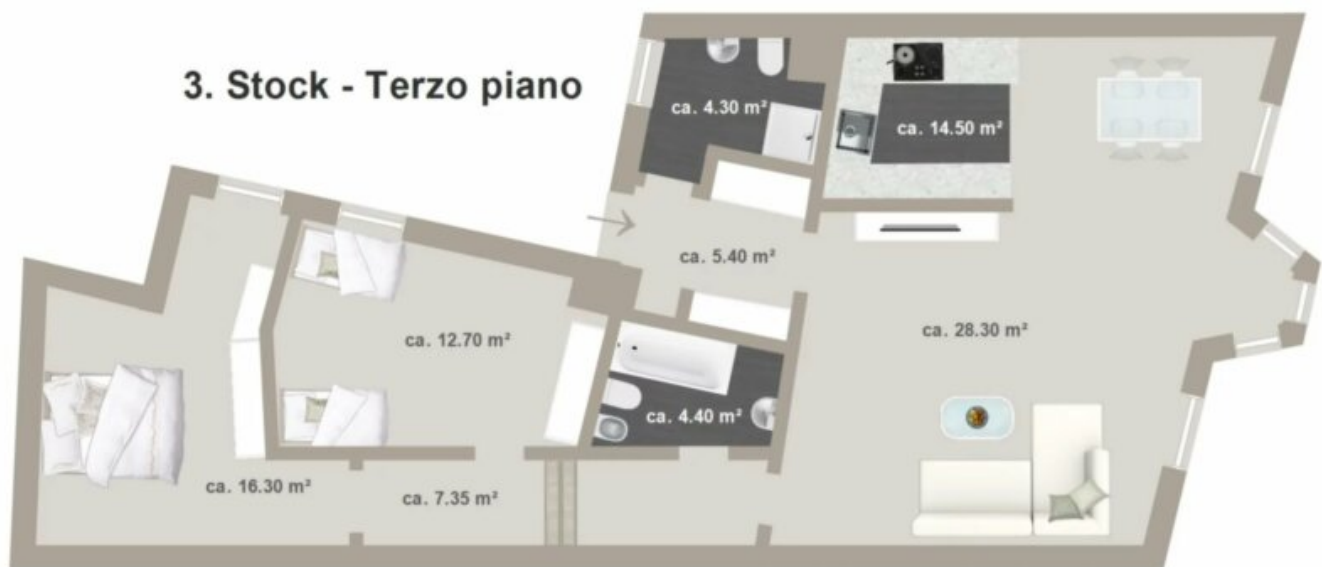 3. Stock - Terzo piano
ca. 4.30 m²
ca. 14.50 m²
ca. 5.40 m²
ca. 28.30 m²
ca. 12.70 m²
ca. 4.40 m²
ca. 16.30 m²
ca. 7.35 m²